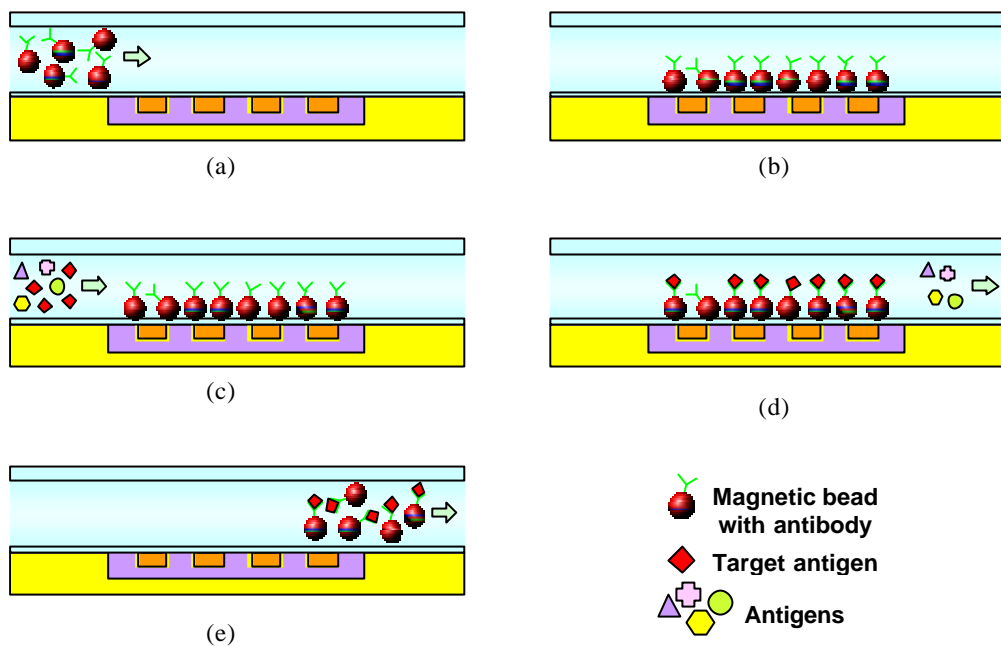 (a)
(b)
(c)
(d)
(e)
Magnetic bead
with antibody
Target antigen
Antigens